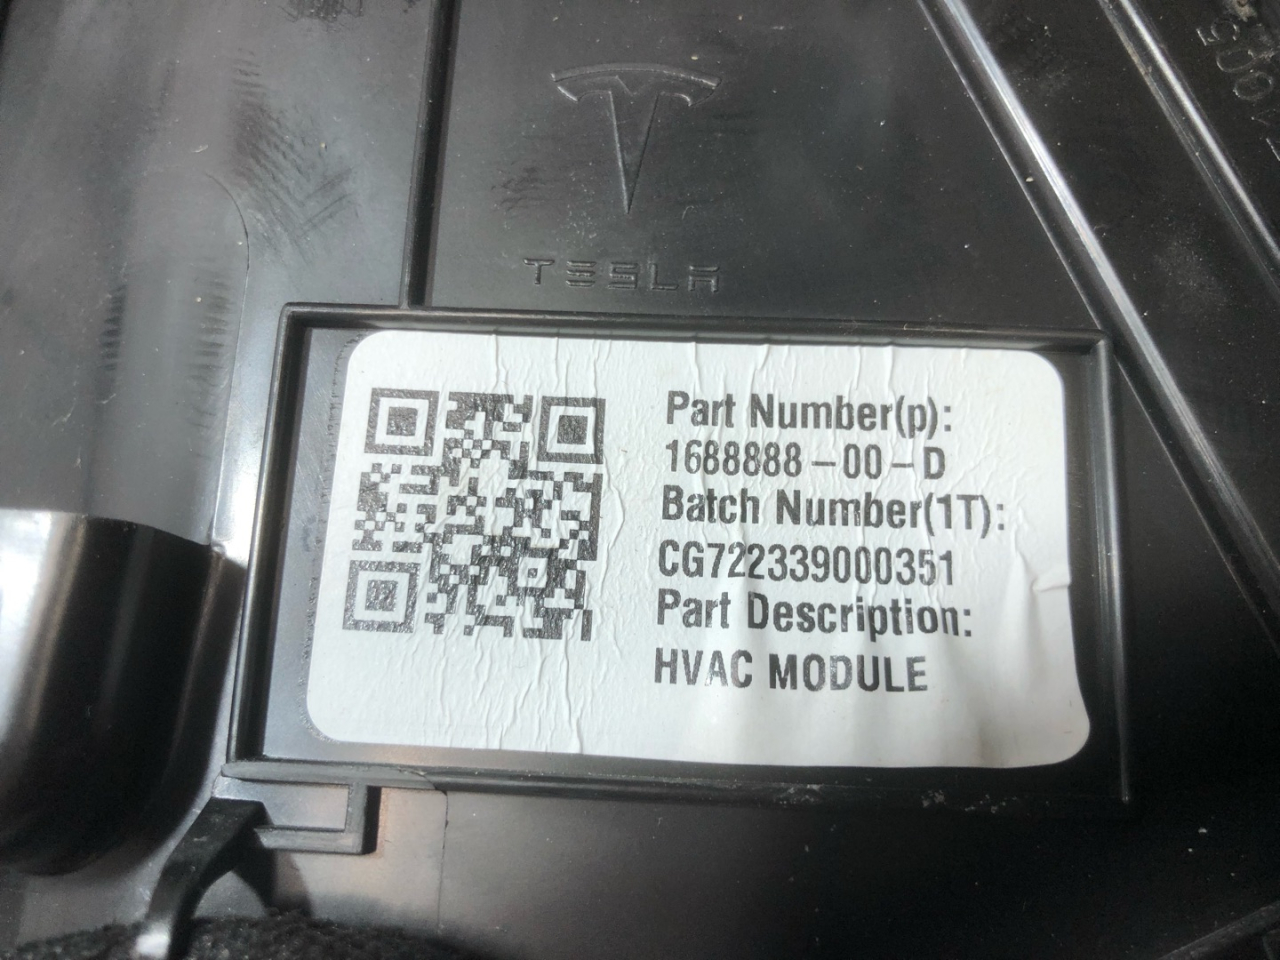 TESLA
Part Number(p):
1688888-00-D
Batch Number(1T):
CG722339000351
Part Description:
HVAC MODULE